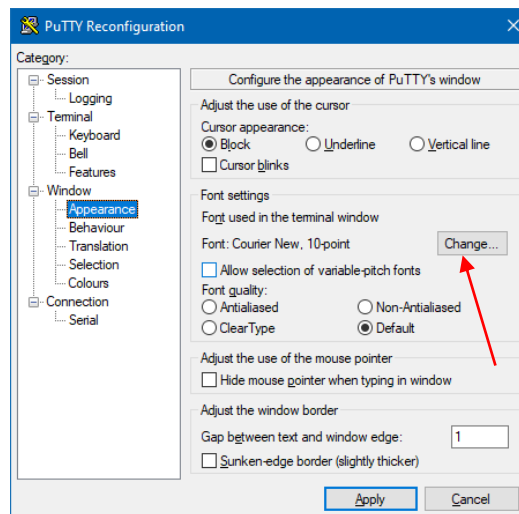 PuTTY Reconfiguration
Category:
Session
Logging
Terminal
Keyboard
Bell
Features
Window
Appearance
Behaviour
Translation
Selection
Colours
Connection
Serial
Configure the appearance of PuTTY's window
Adjust the use of the cursor
Cursor appearance:
Block Underline Vertical line
Cursor blinks
Font settings
Font used in the terminal window
Font: Courier New, 10-point Change...
Allow selection of variable-pitch fonts
Font quality:
Antialiased Non-Antialiased
ClearType Default
Adjust the use of the mouse pointer
Hide mouse pointer when typing in window
Adjust the window border
Gap between text and window edge: 1
Sunken-edge border (slightly thicker)
Apply Cancel